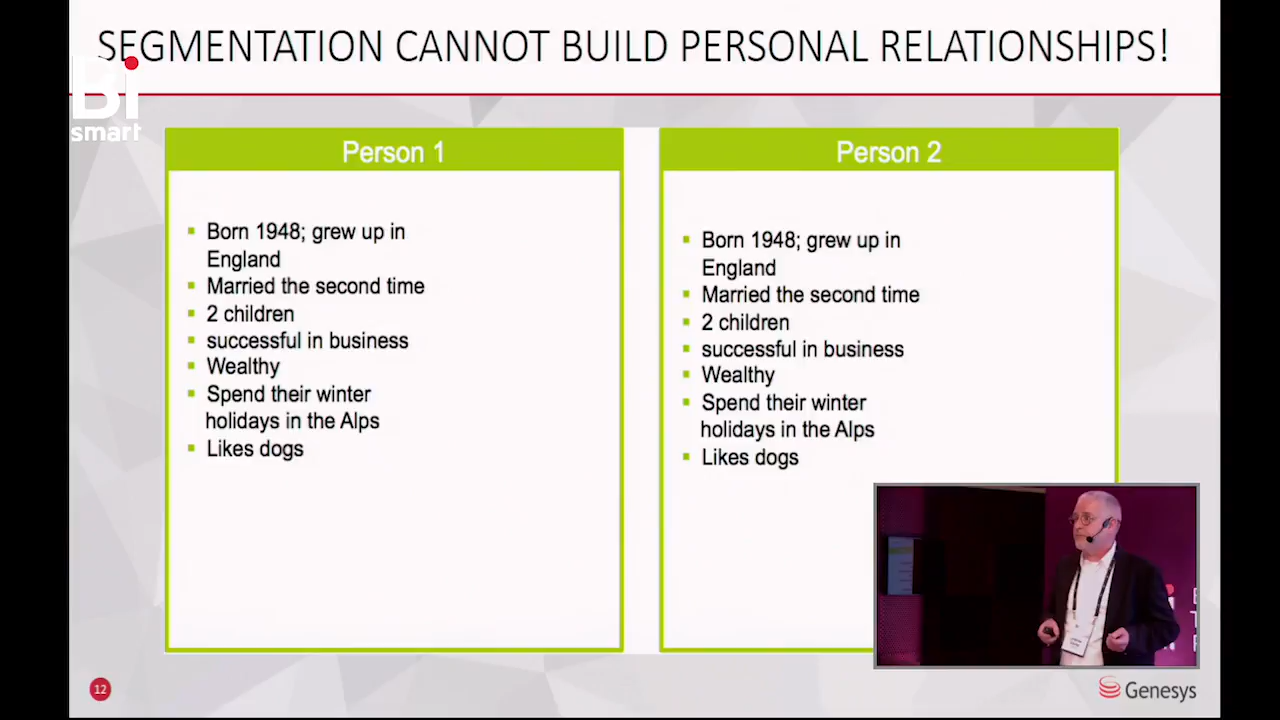 SEGMENTATION CANNOT BUILD PERSONAL RELATIONSHIPS!
Bi
smart
Person 1
Born 1948; grew up in
England
Married the second time
2 children
successful in business
Wealthy
Spend their winter
holidays in the Alps
Likes dogs
Person 2
Born 1948; grew up in
England
Married the second time
2 children
successful in business
Wealthy
Spend their winter
holidays in the Alps
Likes dogs
12
Genesys